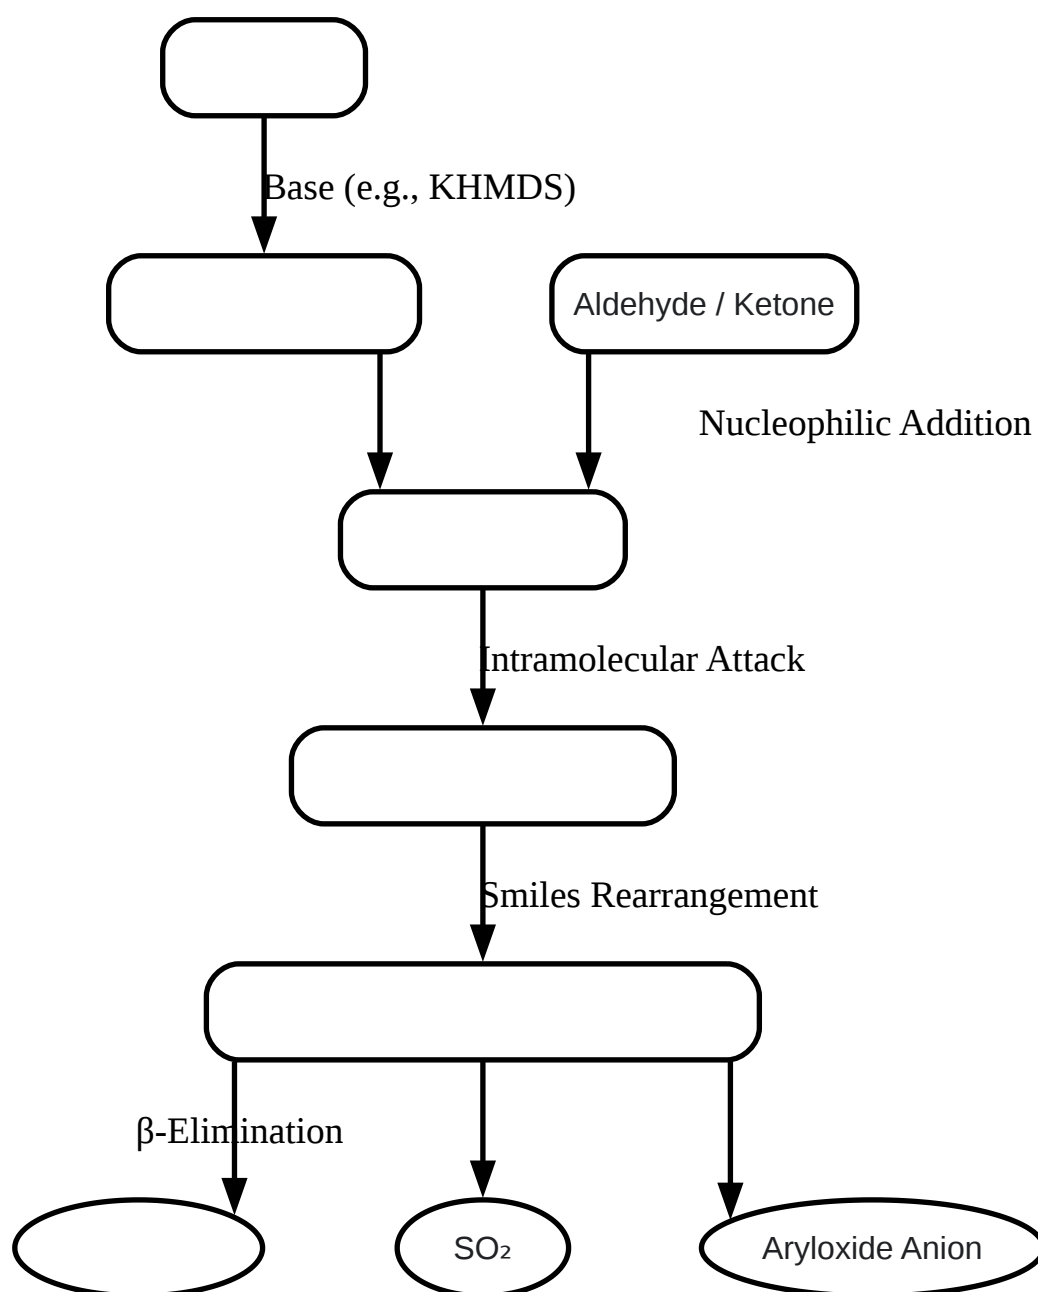 Base (e.g., KHMDS)
Aldehyde / Ketone
Nucleophilic Addition
Intramolecular Attack
Smiles Rearrangement
β-Elimination
SO₂
Aryloxide Anion